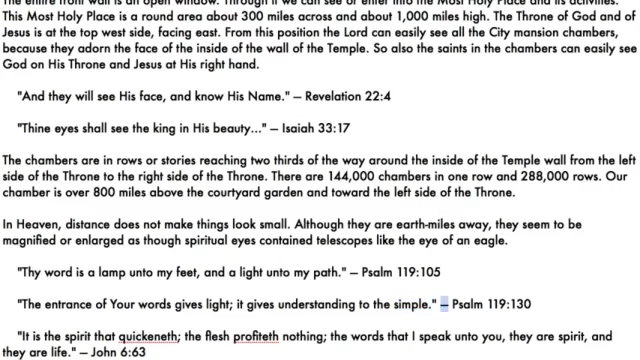 The entire front wall is an open window. Through it we can see or enter into the Most Holy Place and its activities.
This Most Holy Place is a round area about 300 miles across and about 1,000 miles high. The Throne of God and of
Jesus is at the top west side, facing east. From this position the Lord can easily see all the City mansion chambers,
because they adorn the face of the inside of the wall of the Temple. So also the saints in the chambers can easily see
God on His Throne and Jesus at His right hand.
"And they will see His face, and know His Name." – Revelation 22:4
"Thine eyes shall see the king in His beauty..." – Isaiah 33:17
The chambers are in rows or stories reaching two thirds of the way around the inside of the Temple wall from the left
side of the Throne to the right side of the Throne. There are 144,000 chambers in one row and 288,000 rows. Our
chamber is over 800 miles above the courtyard garden and toward the left side of the Throne.
In Heaven, distance does not make things look small. Although they are earth-miles away, they seem to be
magnified or enlarged as though spiritual eyes contained telescopes like the eye of an eagle.
"Thy word is a lamp unto my feet, and a light unto my path." – Psalm 119:105
"The entrance of Your words gives light; it gives understanding to the simple." – Psalm 119:130
"It is the spirit that quickeneth; the flesh profiteth nothing; the words that I speak unto you, they are spirit, and
they are life." – John 6:63